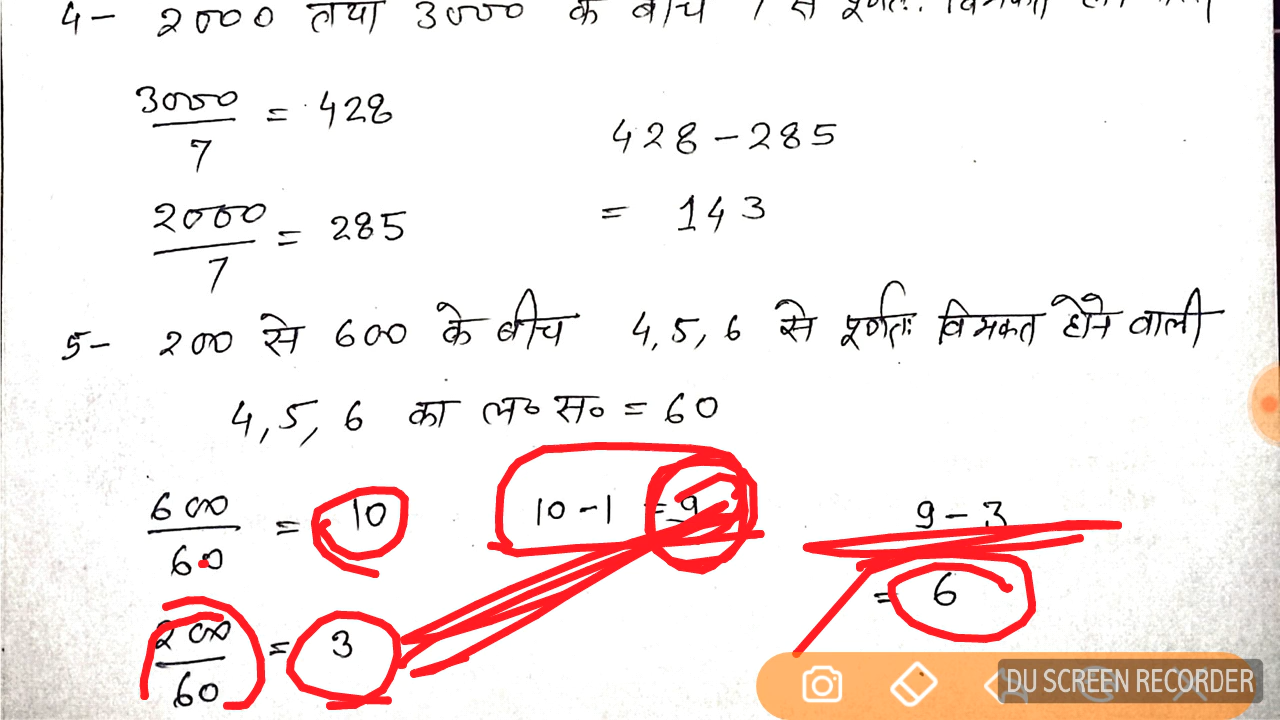 4- 2000 तथा 3000 के बीच 7 से पूर्णतः विभक्त
3000/7 = 428
428-285
2000/7 = 285
= 143
5- 200 से 600 के बीच 4,5,6 से पूर्णतः विभक्त होने वाली
4,5,6 का ल॰ स॰ = 60
600/60 = 10
10-1 = 9
9-3
= 6
200/60 = 3
DU SCREEN RECORDER